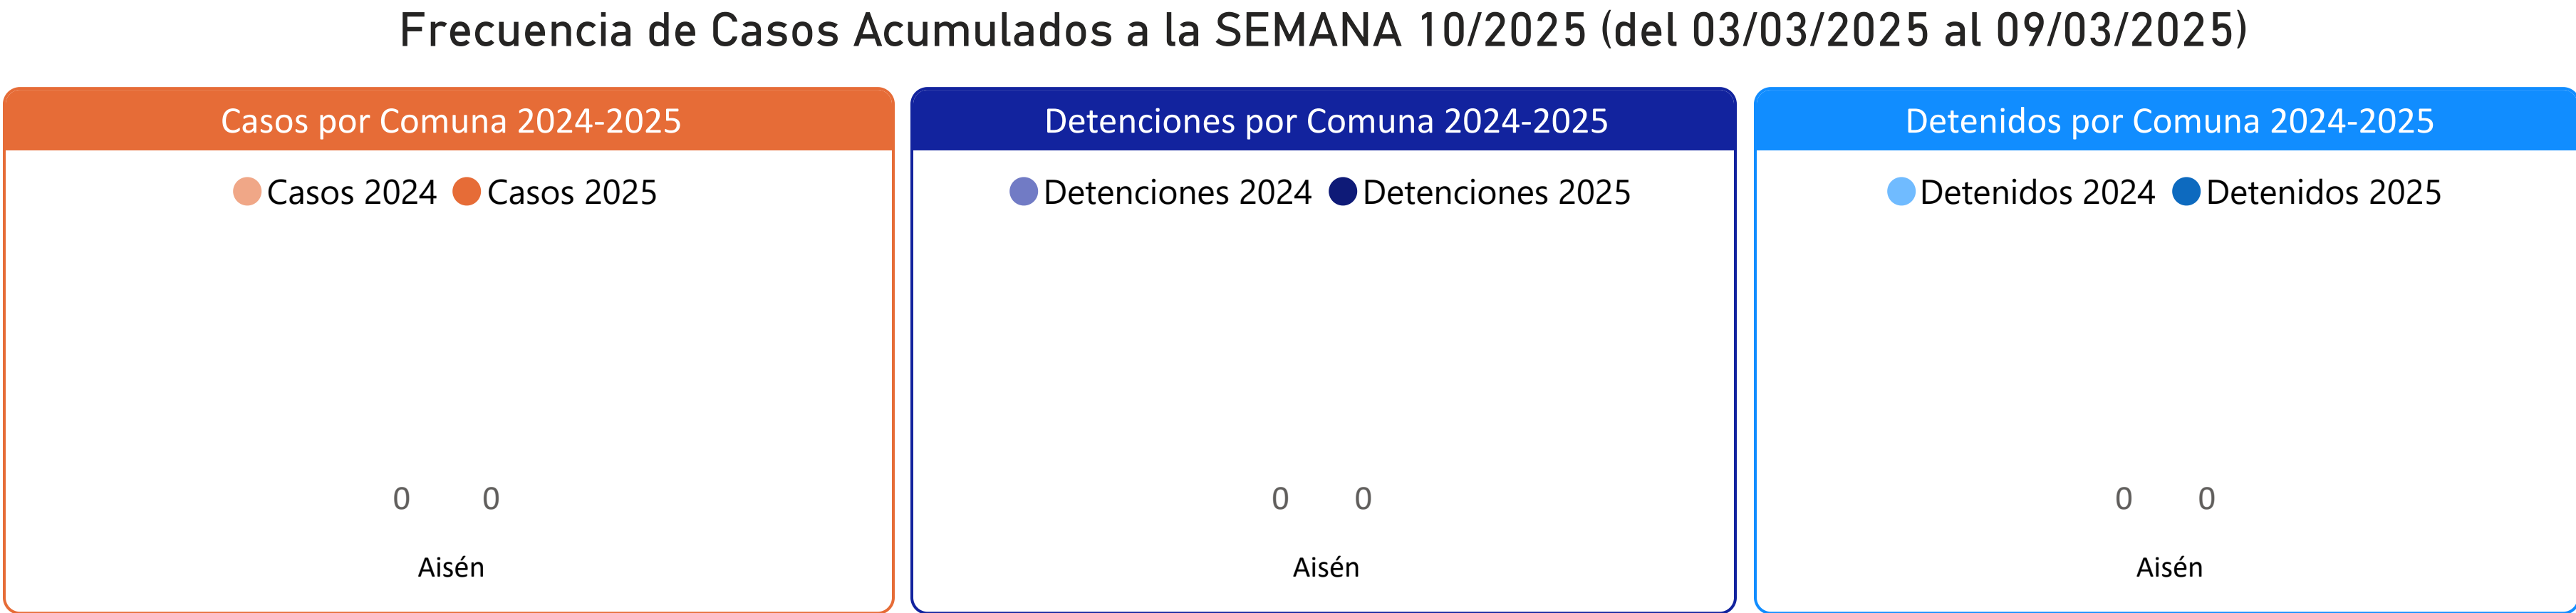 Frecuencia de Casos Acumulados a la SEMANA 10/2025 (del 03/03/2025 al 09/03/2025)
Casos por Comuna 2024-2025
Casos 2024 Casos 2025
0 0
Aisén
Detenciones por Comuna 2024-2025
Detenciones 2024 Detenciones 2025
0 0
Aisén
Detenidos por Comuna 2024-2025
Detenidos 2024 Detenidos 2025
0 0
Aisén